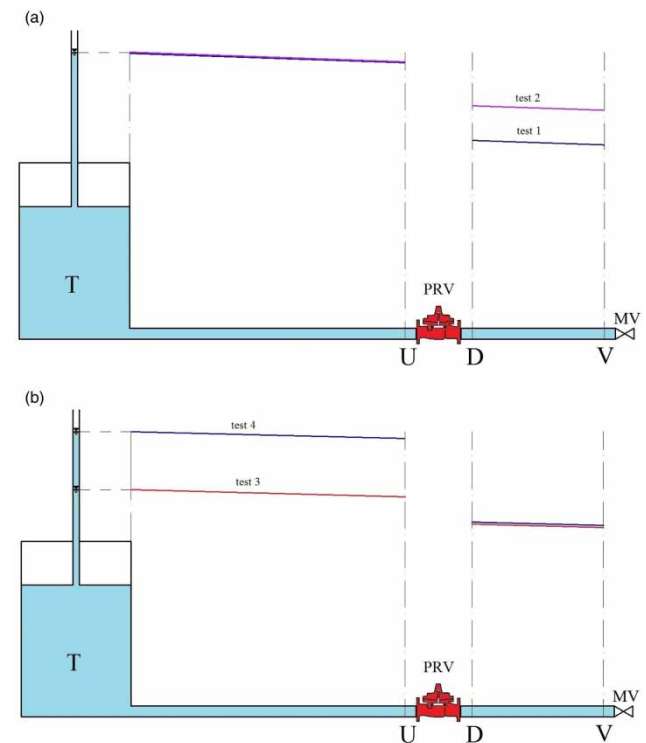 (a)
test 2
test 1
T
PRV
MV
U D V
(b)
test 4
test 3
T
PRV
MV
U D V